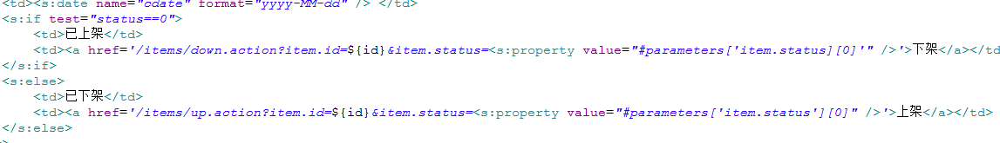 <td><s:date name="cdate" format="yyyy-MM-dd" /> </td>
<s:if test="status==0">
<td>已上架</td>
<td><a href='/items/down.action?item.id=${id}&item.status=<s:property value="#parameters['item.status][0]'" />'>下架</a></td
</s:if>
<s:else>
<td>已下架</td>
<td><a href='/items/up.action?item.id=${id}&item.status=<s:property value="#parameters['item.status'][0]" />'>上架</a></td>
</s:else>